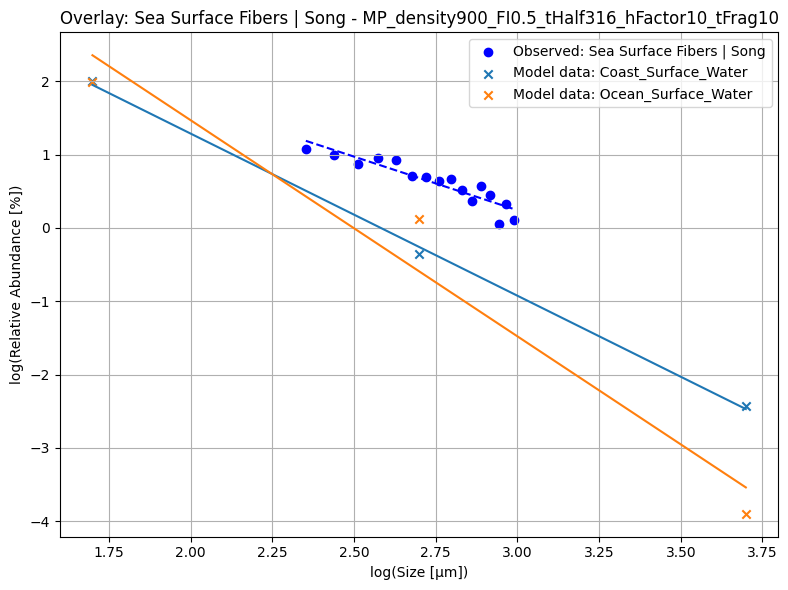 Overlay: Sea Surface Fibers | Song - MP_density900_FI0.5_tHalf316_hFactor10_tFrag10
Observed: Sea Surface Fibers | Song
Model data: Coast_Surface_Water
Model data: Ocean_Surface_Water
log(Relative Abundance [%])
2
1
0
−1
−2
−3
−4
1.75 2.00 2.25 2.50 2.75 3.00 3.25 3.50 3.75
log(Size [μm])